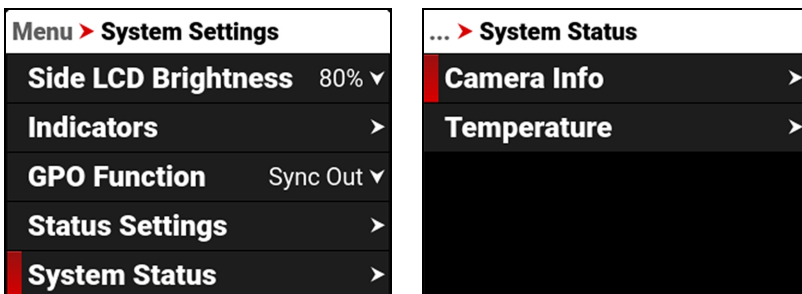 Menu > System Settings
Side LCD Brightness 80%
Indicators
GPO Function Sync Out
Status Settings
System Status
... > System Status
Camera Info
Temperature